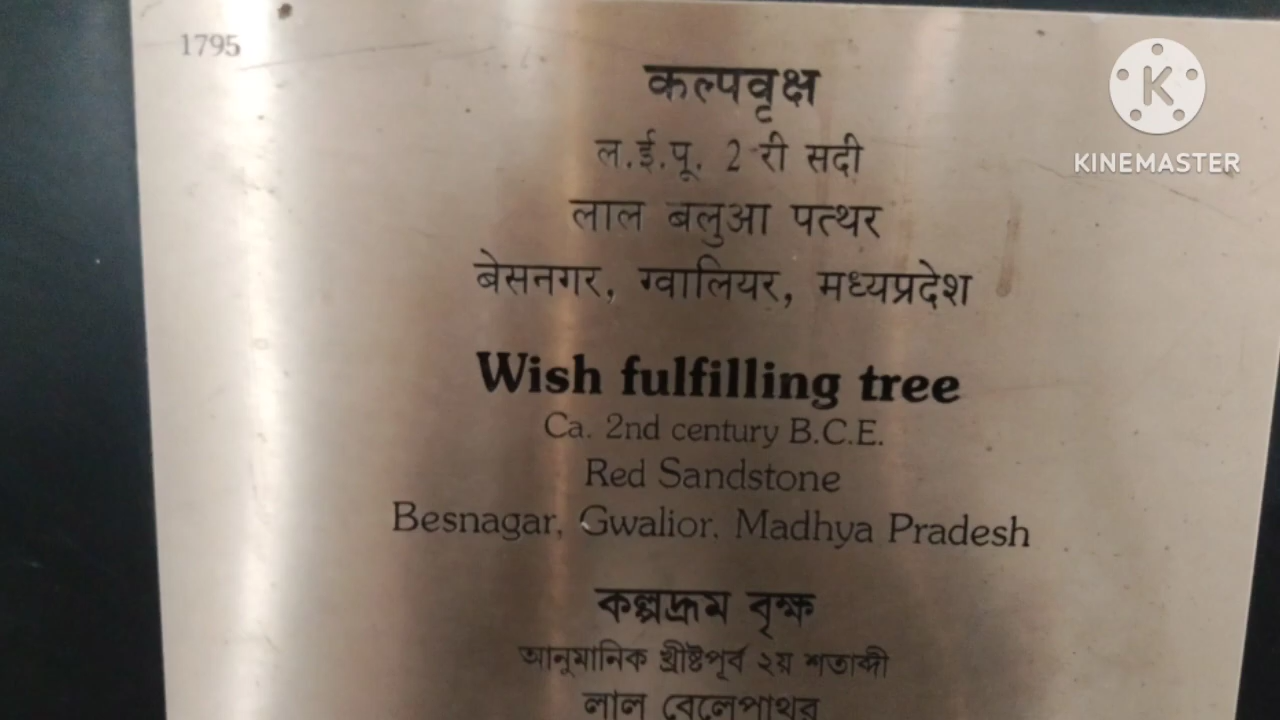 1795
कल्पवृक्ष
ल.ई.पू. 2 री सदी
लाल बलुआ पत्थर
बेसनगर, ग्वालियर, मध्यप्रदेश
Wish fulfilling tree
Ca. 2nd century B.C.E.
Red Sandstone
Besnagar, Gwalior, Madhya Pradesh
কল্পদ্রুম বৃক্ষ
আনুমানিক খ্রীষ্টপূর্ব ২য় শতাব্দী
লাল বেলেপাথর
K
KINEMASTER